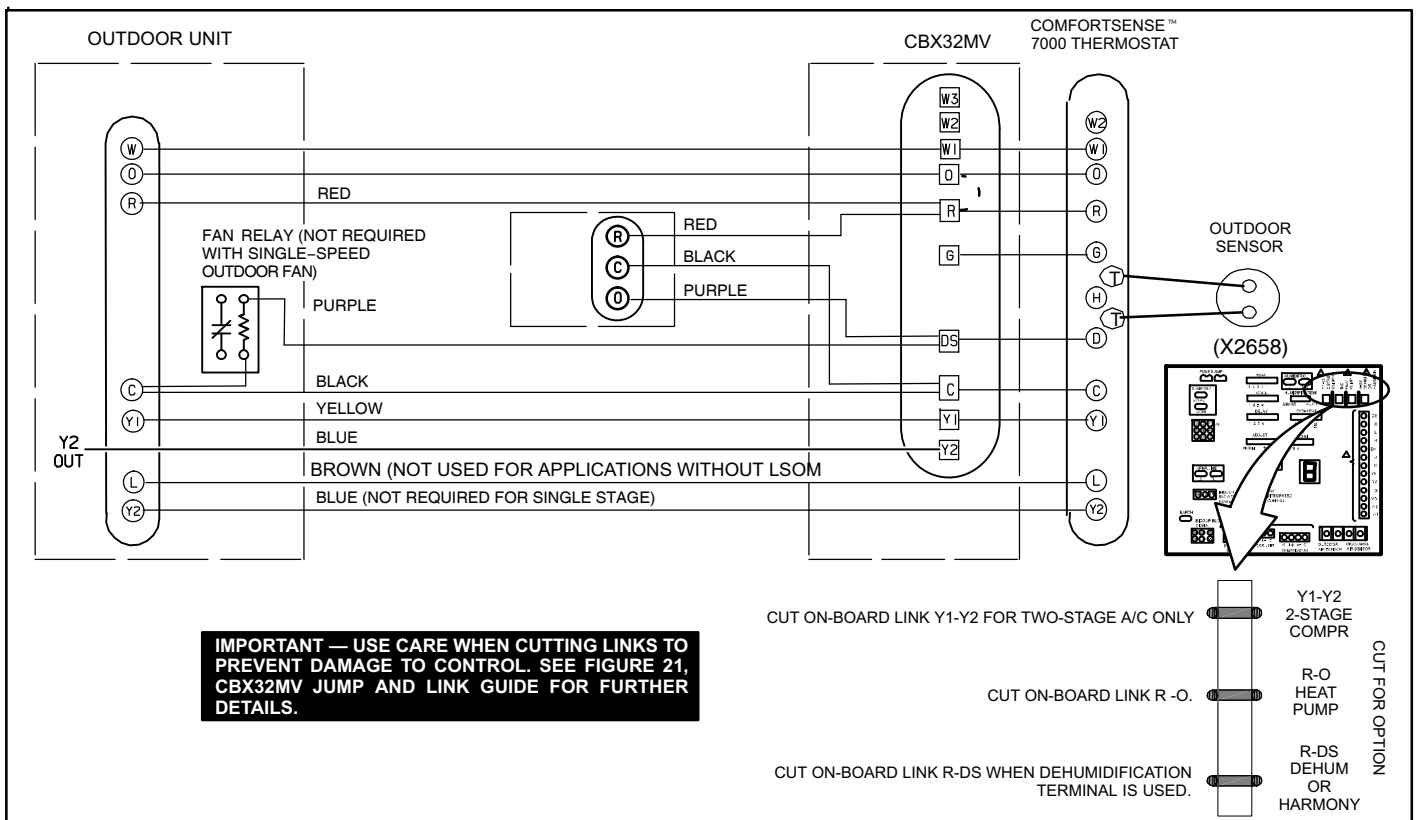 OUTDOOR UNIT
CBX32MV
COMFORTSENSE™
7000 THERMOSTAT
W3
W2
W2
W
W1
W1
O
O
O
R
RED
R
R
FAN RELAY (NOT REQUIRED
WITH SINGLE–SPEED
OUTDOOR FAN)
R
RED
C
BLACK
G
G
O
PURPLE
OUTDOOR
SENSOR
T
H
T
PURPLE
DS
D
(X2658)
C
BLACK
C
C
Y1
YELLOW
Y1
Y1
Y2
OUT
BLUE
Y2
BROWN (NOT USED FOR APPLICATIONS WITHOUT LSOM
L
L
BLUE (NOT REQUIRED FOR SINGLE STAGE)
Y2
Y2
IMPORTANT — USE CARE WHEN CUTTING LINKS TO
PREVENT DAMAGE TO CONTROL. SEE FIGURE 21,
CBX32MV JUMP AND LINK GUIDE FOR FURTHER
DETAILS.
CUT ON-BOARD LINK Y1-Y2 FOR TWO-STAGE A/C ONLY
Y1-Y2
2-STAGE
COMPR
CUT ON-BOARD LINK R -O.
R-O
HEAT
PUMP
CUT ON-BOARD LINK R-DS WHEN DEHUMIDIFICATION
TERMINAL IS USED.
R-DS
DEHUM
OR
HARMONY
CUT FOR OPTION